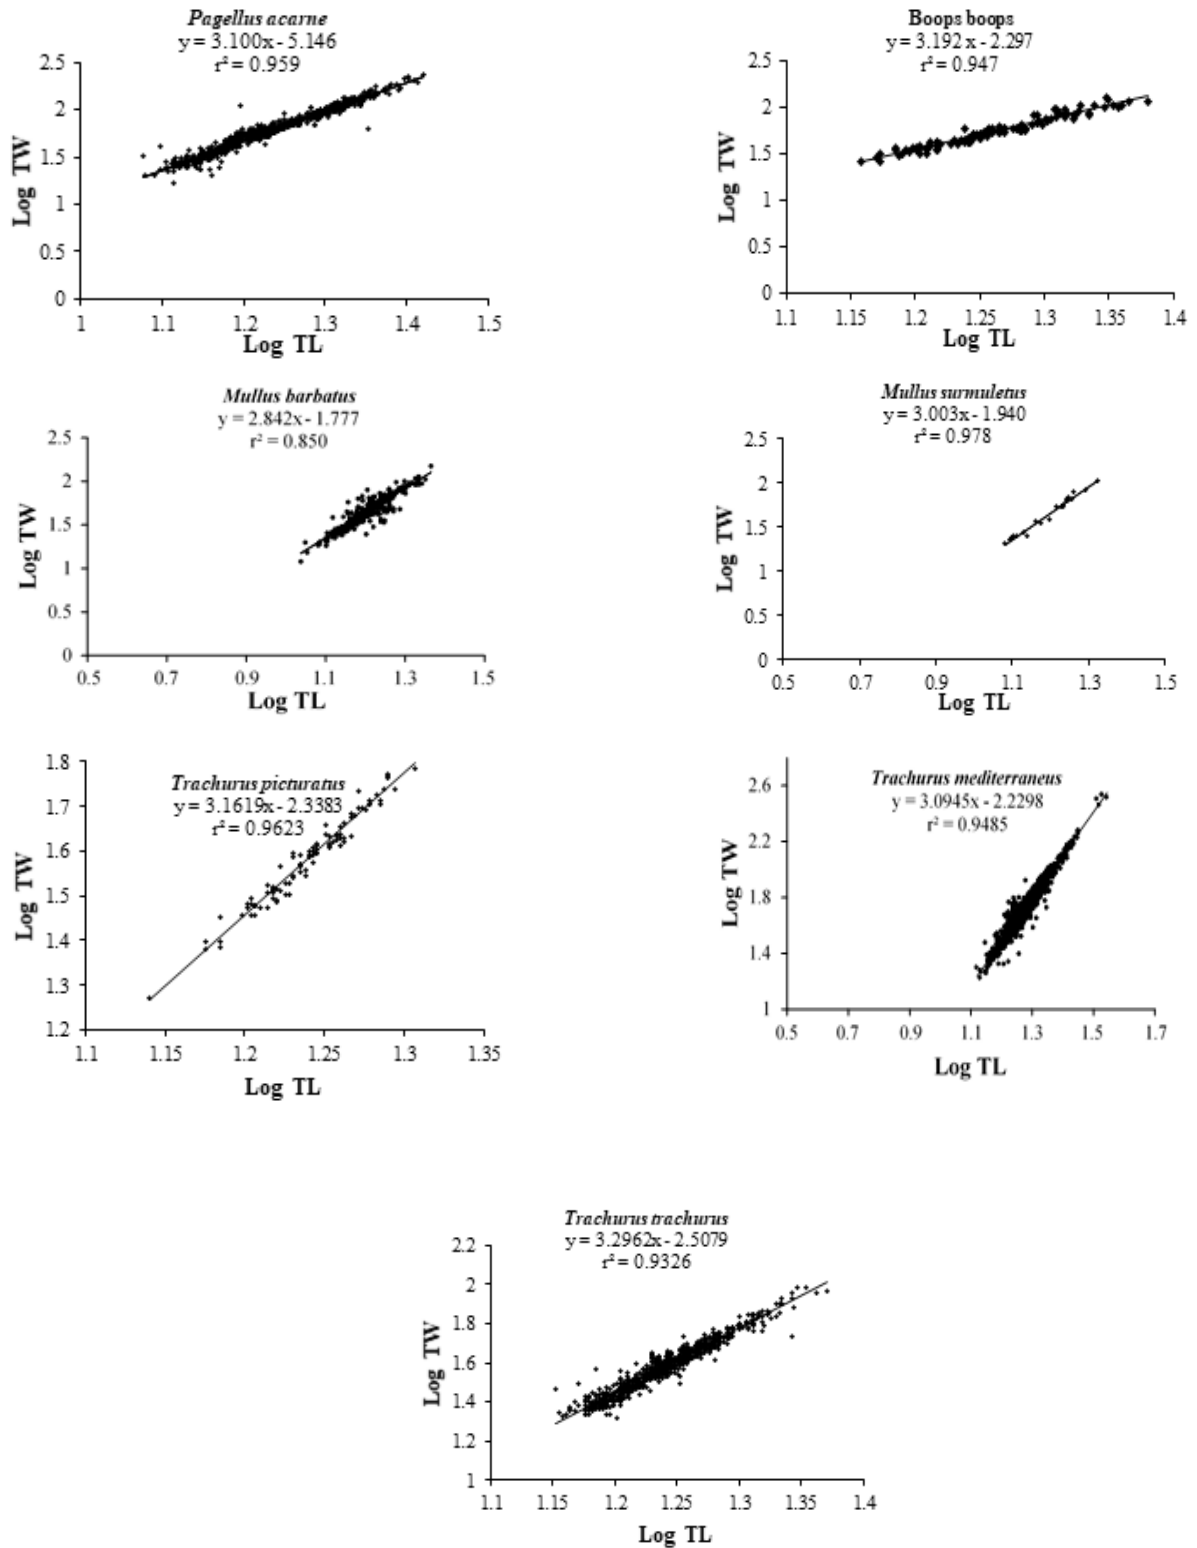 Pagellus acarne
y = 3.100x - 5.146
r² = 0.959
2.5
2
1.5
1
0.5
0
Log TW
1 1.1 1.2 1.3 1.4 1.5
Log TL
Boops boops
y = 3.192 x - 2.297
r² = 0.947
2.5
2
1.5
1
0.5
0
Log TW
1.1 1.15 1.2 1.25 1.3 1.35 1.4
Log TL
Mullus barbatus
y = 2.842x - 1.777
r² = 0.850
2.5
2
1.5
1
0.5
0
Log TW
0.5 0.7 0.9 1.1 1.3 1.5
Log TL
Mullus surmuletus
y = 3.003x - 1.940
r² = 0.978
2.5
2
1.5
1
0.5
0
Log TW
0.5 0.7 0.9 1.1 1.3 1.5
Log TL
Trachurus picturatus
y = 3.1619x - 2.3383
r² = 0.9623
1.8
1.7
1.6
1.5
1.4
1.3
1.2
Log TW
1.1 1.15 1.2 1.25 1.3 1.35
Log TL
Trachurus mediterraneus
y = 3.0945x - 2.2298
r² = 0.9485
2.6
2.2
1.8
1.4
1
Log TW
0.5 0.7 0.9 1.1 1.3 1.5 1.7
Log TL
Trachurus trachurus
y = 3.2962x - 2.5079
r² = 0.9326
2.2
2
1.8
1.6
1.4
1.2
1
Log TW
1.1 1.15 1.2 1.25 1.3 1.35 1.4
Log TL